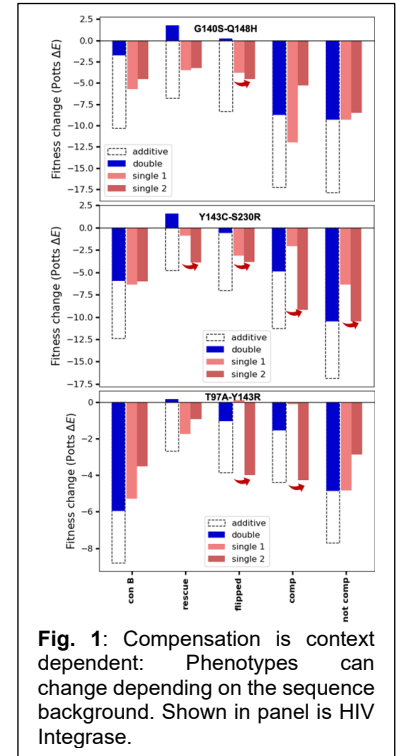 G140S-Q148H
2.5
0.0
−2.5
−5.0
−7.5
−10.0
−12.5
−15.0
−17.5
Fitness change (Potts ΔE)
additive
double
single 1
single 2
Y143C-S230R
2.5
0.0
−2.5
−5.0
−7.5
−10.0
−12.5
−15.0
−17.5
Fitness change (Potts ΔE)
additive
double
single 1
single 2
T97A-Y143R
0
−2
−4
−6
−8
Fitness change (Potts ΔE)
additive
double
single 1
single 2
con B
rescue
flipped
comp
not comp
Fig. 1: Compensation is context
dependent: Phenotypes can
change depending on the sequence
background. Shown in panel is HIV
Integrase.